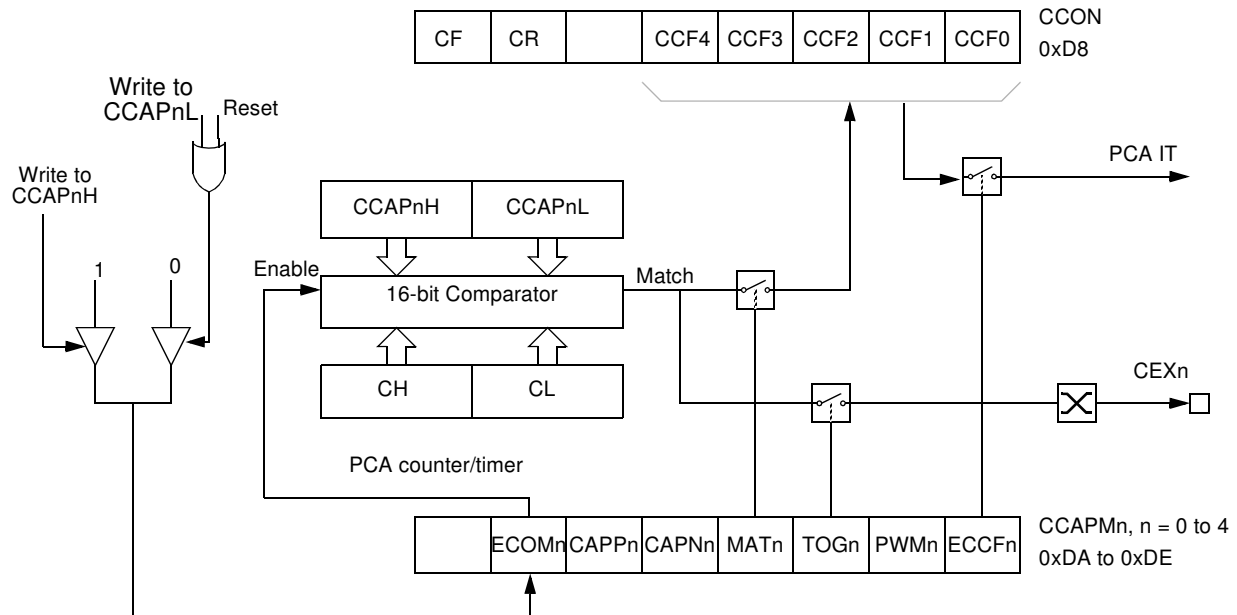 CF CR CCF4 CCF3 CCF2 CCF1 CCF0
CCON
0xD8
Write to
CCAPnL
Reset
PCA IT
Write to
CCAPnH
CCAPnH CCAPnL
1
0
Enable
16-bit Comparator
Match
CH CL
CEXn
PCA counter/timer
ECOMn CAPPn CAPNn MATn TOGn PWMn ECCFn
CCAPMn, n = 0 to 4
0xDA to 0xDE